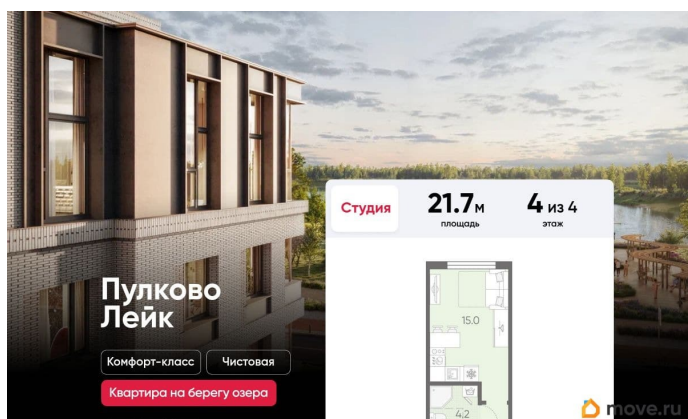 Студия
21.7 м
площадь
4 из 4
этаж
Пулково
Лейк
15.0
Комфорт-класс
Чистовая
Квартира на берегу озера
4.2
move.ru